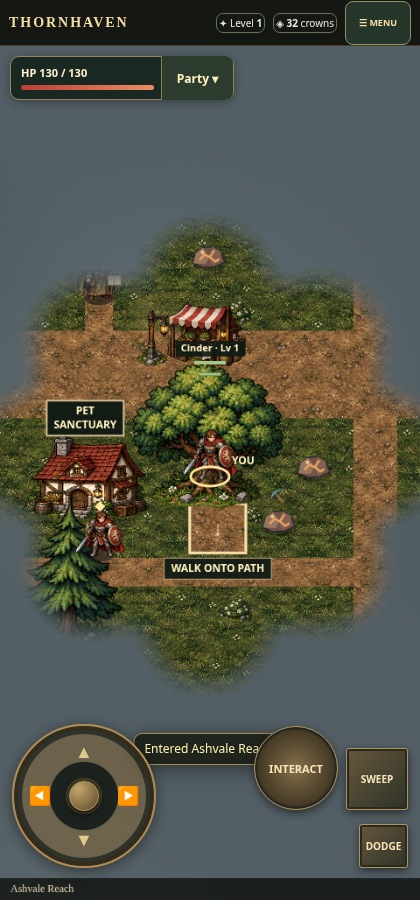 THORNHAVEN
✦ Level 1
◈ 32 crowns
☰ MENU
HP 130 / 130
Party ▾
Cinder · Lv 1
PET
SANCTUARY
YOU
↓
WALK ONTO PATH
Entered Ashvale Rea
INTERACT
SWEEP
DODGE
Ashvale Reach